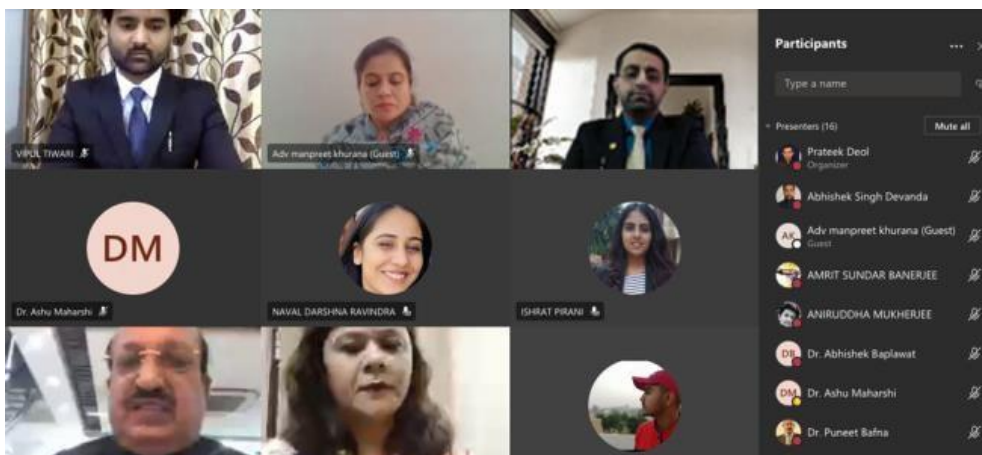 VIPUL TIWARI
Adv manpreet khurana (Guest)
DM
Dr. Ashu Maharshi
NAVAL DARSHNA RAVINDRA
ISHRAT PIRANI
Participants
Type a name
Presenters (16)
Mute all
Prateek Deol
Organizer
Abhishek Singh Devanda
AK
Adv manpreet khurana (Guest)
Guest
AMRIT SUNDAR BANERJEE
ANIRUDDHA MUKHERJEE
DB
Dr. Abhishek Baplawat
DM
Dr. Ashu Maharshi
Dr. Puneet Bafna